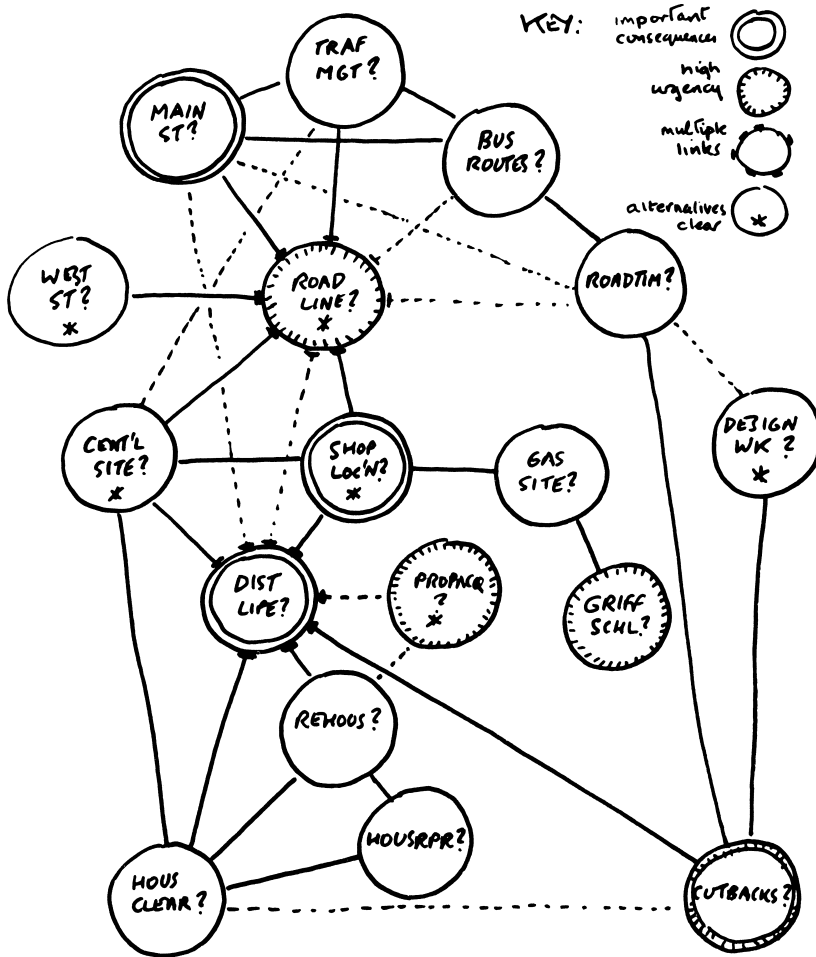 KEY:
important
consequences
high
urgency
multiple
links
alternatives
clear
*
TRAF
MGT?
MAIN
ST?
BUS
ROUTES?
WEST
ST?
*
ROAD
LINE?
*
ROADTIM?
CENT'L
SITE?
*
SHOP
LOC'N?
*
GAS
SITE?
DESIGN
WK?
*
DIST
LIFE?
PROPACQ
?
*
GRIFF
SCHL?
REHOUS?
HOUSRPR?
HOUS
CLEAR?
CUTBACKS?